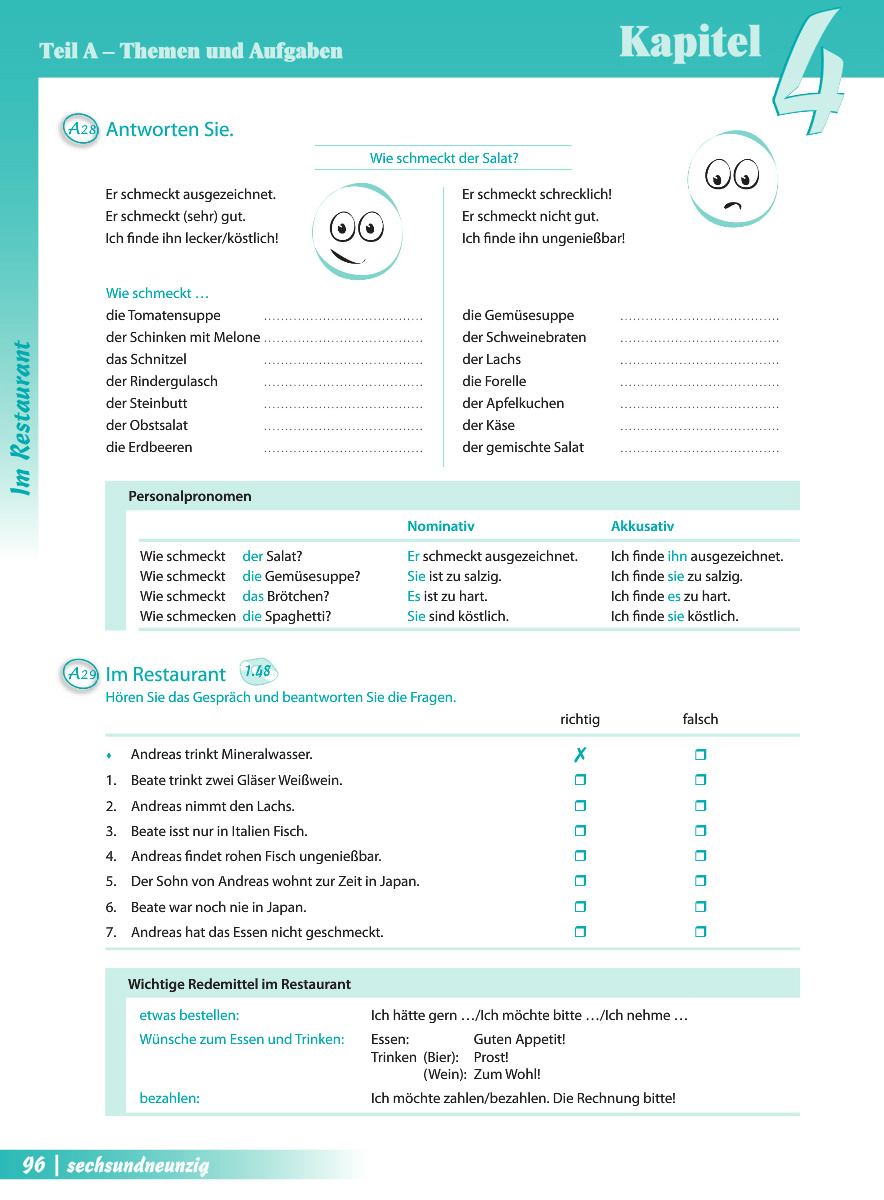 Teil A – Themen und Aufgaben
Kapitel 4
A28 Antworten Sie.
Wie schmeckt der Salat?
Er schmeckt ausgezeichnet.
Er schmeckt (sehr) gut.
Ich finde ihn lecker/köstlich!
Er schmeckt schrecklich!
Er schmeckt nicht gut.
Ich finde ihn ungenießbar!
Wie schmeckt …
die Tomatensuppe ......................................
der Schinken mit Melone ......................................
das Schnitzel ......................................
der Rindergulasch ......................................
der Steinbutt ......................................
der Obstsalat ......................................
die Erdbeeren ......................................
die Gemüsesuppe ......................................
der Schweinebraten ......................................
der Lachs ......................................
die Forelle ......................................
der Apfelkuchen ......................................
der Käse ......................................
der gemischte Salat ......................................
Im Restaurant
Personalpronomen
Nominativ Akkusativ
Wie schmeckt der Salat? Er schmeckt ausgezeichnet. Ich finde ihn ausgezeichnet.
Wie schmeckt die Gemüsesuppe? Sie ist zu salzig. Ich finde sie zu salzig.
Wie schmeckt das Brötchen? Es ist zu hart. Ich finde es zu hart.
Wie schmecken die Spaghetti? Sie sind köstlich. Ich finde sie köstlich.
A29 Im Restaurant 1.48
Hören Sie das Gespräch und beantworten Sie die Fragen.
richtig falsch
⬧ Andreas trinkt Mineralwasser. ✗ ❐
1. Beate trinkt zwei Gläser Weißwein. ❐ ❐
2. Andreas nimmt den Lachs. ❐ ❐
3. Beate isst nur in Italien Fisch. ❐ ❐
4. Andreas findet rohen Fisch ungenießbar. ❐ ❐
5. Der Sohn von Andreas wohnt zur Zeit in Japan. ❐ ❐
6. Beate war noch nie in Japan. ❐ ❐
7. Andreas hat das Essen nicht geschmeckt. ❐ ❐
Wichtige Redemittel im Restaurant
etwas bestellen: Ich hätte gern …/Ich möchte bitte …/Ich nehme …
Wünsche zum Essen und Trinken: Essen: Guten Appetit!
Trinken (Bier): Prost!
(Wein): Zum Wohl!
bezahlen: Ich möchte zahlen/bezahlen. Die Rechnung bitte!
96 | sechsundneunzig